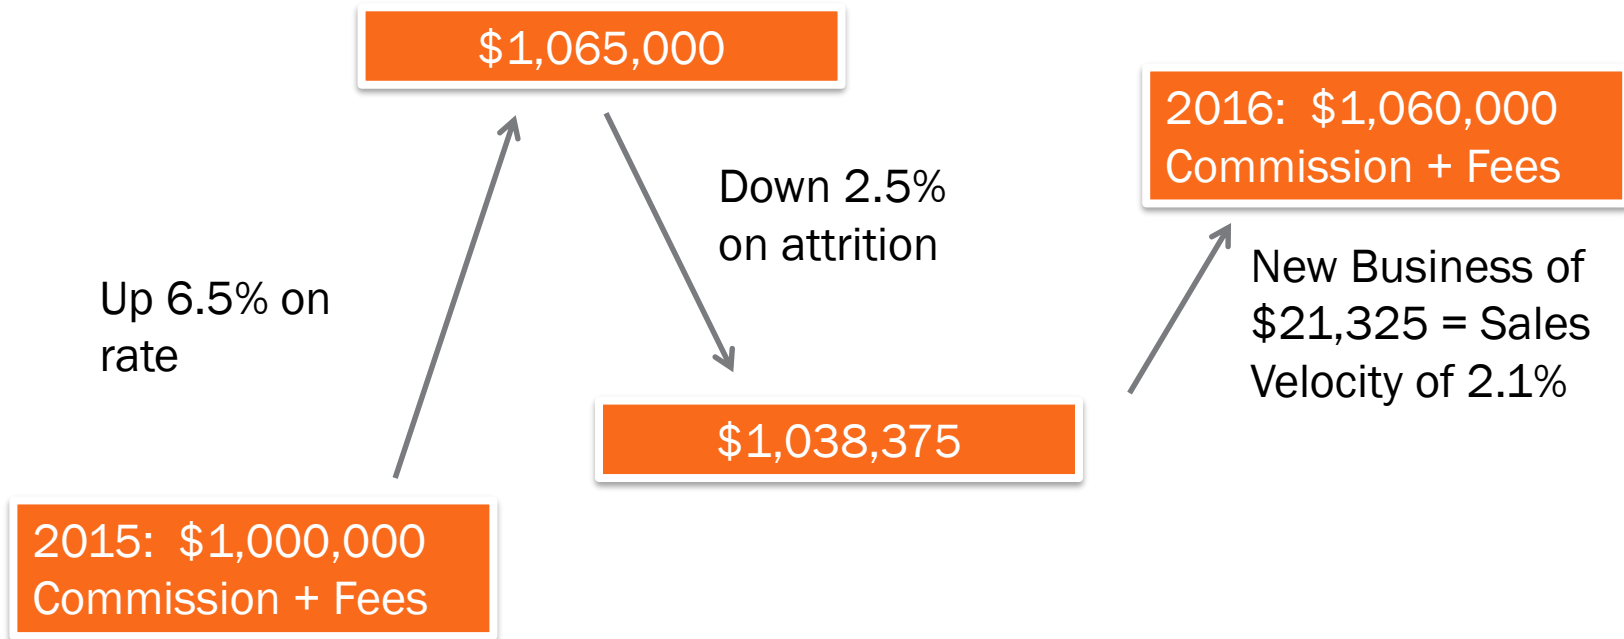 $1,065,000
2016:  $1,060,000
Commission + Fees
Down 2.5%
on attrition
New Business of
$21,325 = Sales
Velocity of 2.1%
Up 6.5% on
rate
$1,038,375
2015:  $1,000,000
Commission + Fees